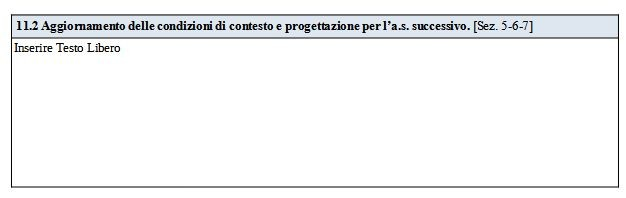 11.2 Aggiornamento delle condizioni di contesto e progettazione per l'a.s. successivo. [Sez. 5-6-7]
Inserire Testo Libero